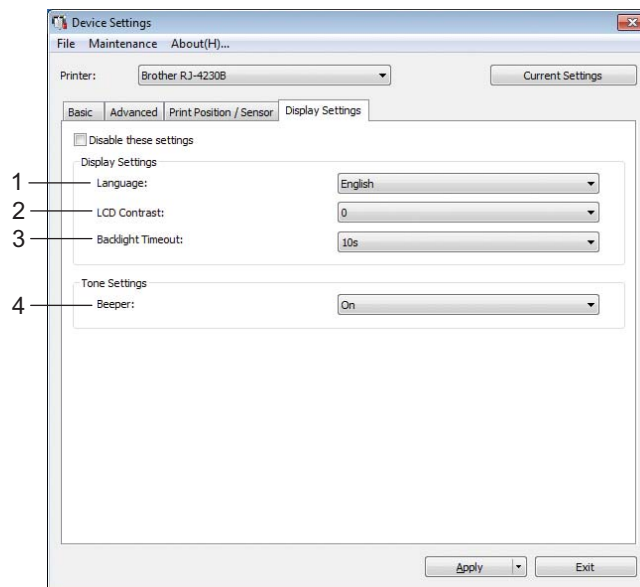 Device Settings
File Maintenance About(H)...
Printer: Brother RJ-4230B Current Settings
Basic Advanced Print Position / Sensor Display Settings
Disable these settings
Display Settings
1 Language: English
2 LCD Contrast: 0
3 Backlight Timeout: 10s
Tone Settings
4 Beeper: On
Apply Exit